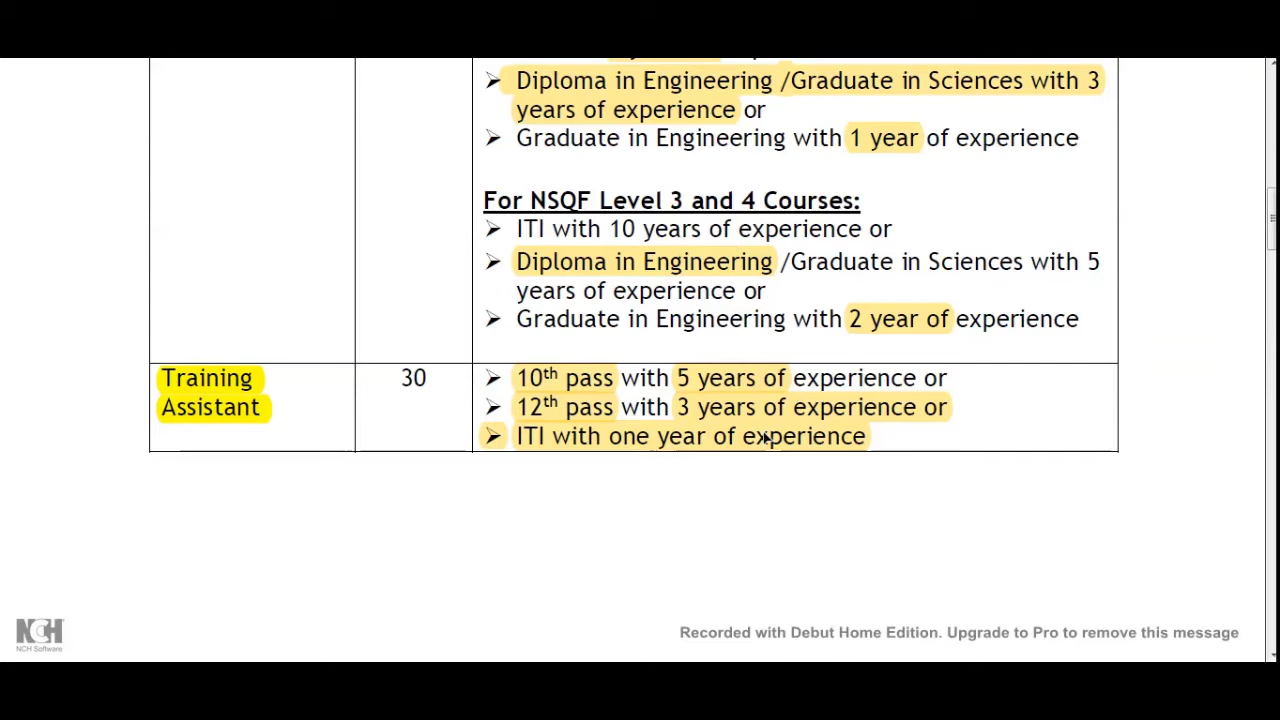 ➢ Diploma in Engineering /Graduate in Sciences with 3
years of experience or
➢ Graduate in Engineering with 1 year of experience
For NSQF Level 3 and 4 Courses:
➢ ITI with 10 years of experience or
➢ Diploma in Engineering /Graduate in Sciences with 5
years of experience or
➢ Graduate in Engineering with 2 year of experience
Training
Assistant
30
➢ 10th pass with 5 years of experience or
➢ 12th pass with 3 years of experience or
➢ ITI with one year of experience
NCH
NCH Software
Recorded with Debut Home Edition. Upgrade to Pro to remove this message